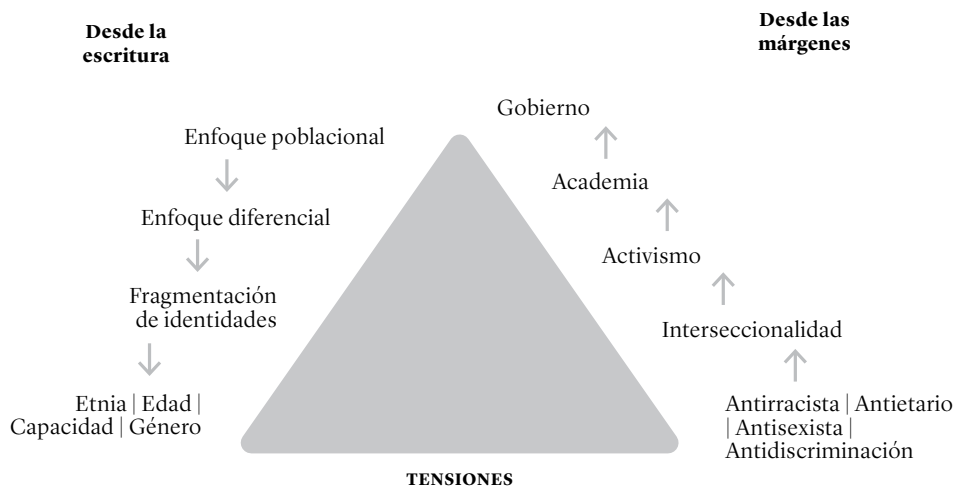 Desde la
escritura
Enfoque poblacional
Enfoque diferencial
Fragmentación
de identidades
Etnia | Edad |
Capacidad | Género
Desde las
márgenes
Gobierno
Academia
Activismo
Interseccionalidad
Antirracista | Antietario
| Antisexista |
Antidiscriminación
TENSIONES